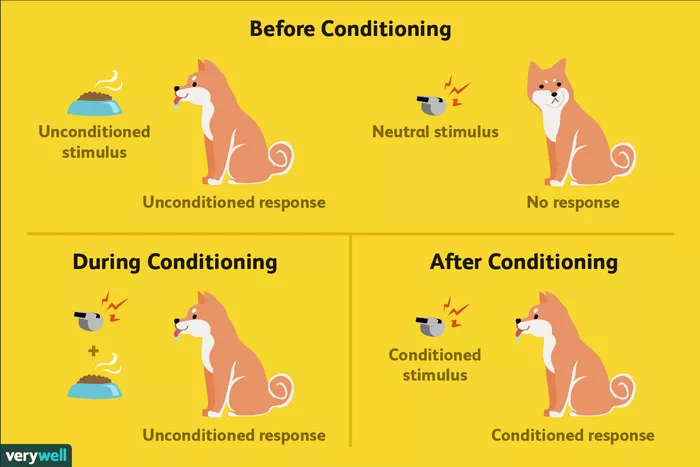 Before Conditioning
Unconditioned
stimulus
Unconditioned response
Neutral stimulus
No response
During Conditioning
+
Unconditioned response
After Conditioning
Conditioned
stimulus
Conditioned response
verywell